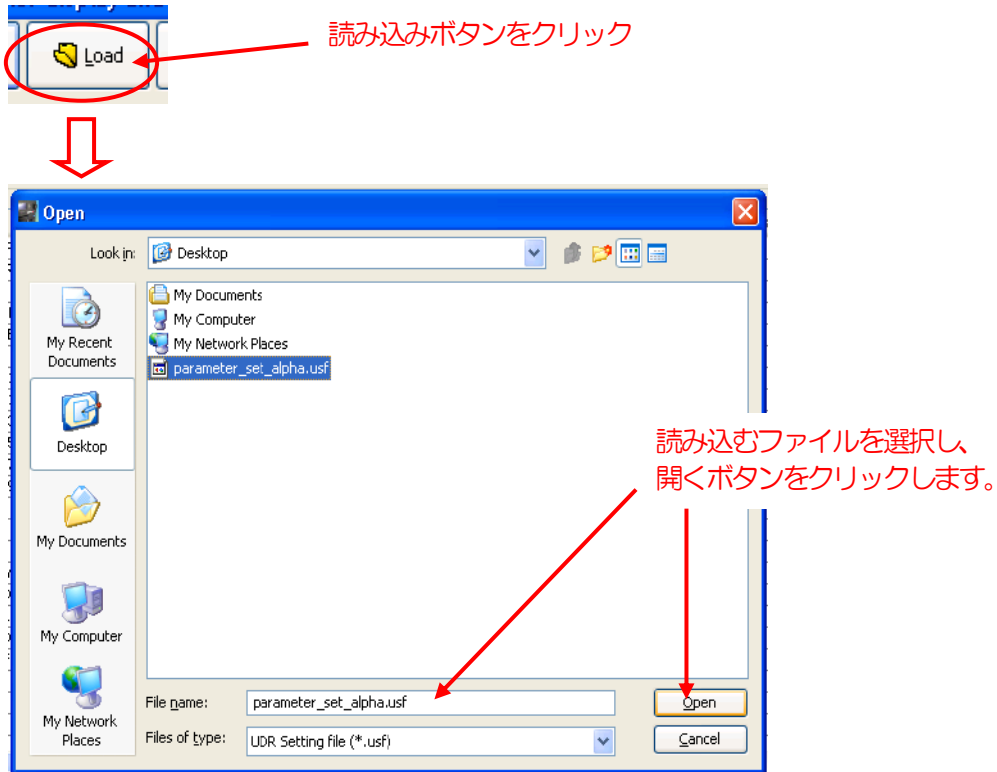 読み込みボタンをクリック
Load
Open
Look in:
Desktop
My Documents
My Computer
My Network Places
parameter_set_alpha.usf
My Recent
Documents
Desktop
My Documents
My Computer
My Network
Places
読み込むファイルを選択し、
開くボタンをクリックします。
File name:
parameter_set_alpha.usf
Open
Files of type:
UDR Setting file (*.usf)
Cancel